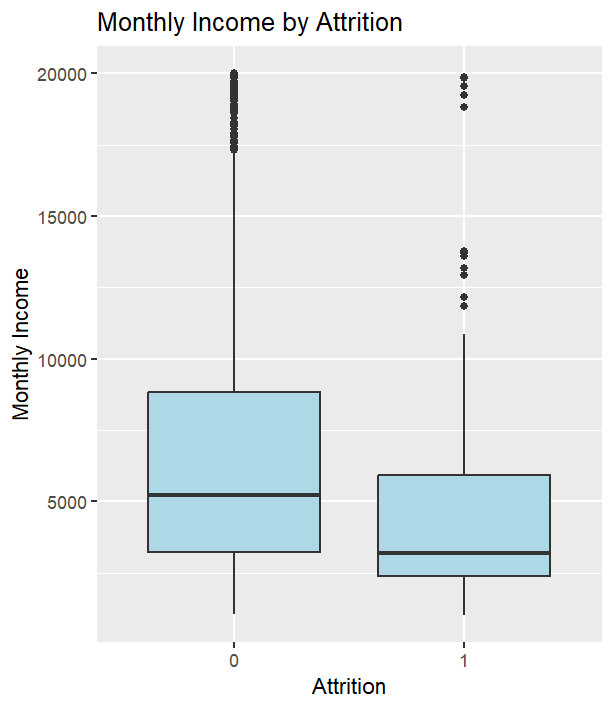 Monthly Income by Attrition
20000
15000
10000
5000
Monthly Income
0 1
Attrition